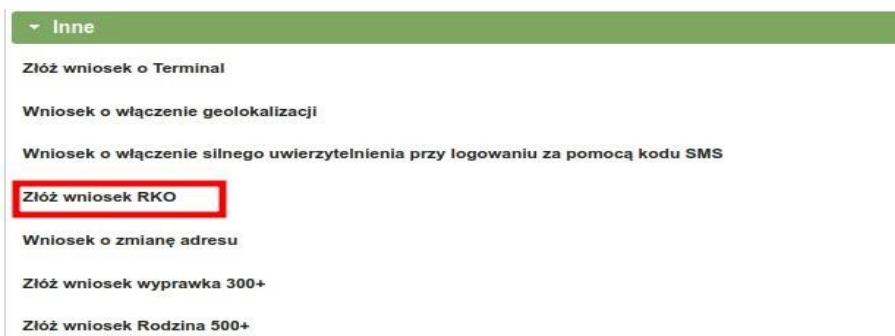 Inne
Złóż wniosek o Terminal
Wniosek o włączenie geolokalizacji
Wniosek o włączenie silnego uwierzytelnienia przy logowaniu za pomocą kodu SMS
Złóż wniosek RKO
Wniosek o zmianę adresu
Złóż wniosek wyprawka 300+
Złóż wniosek Rodzina 500+